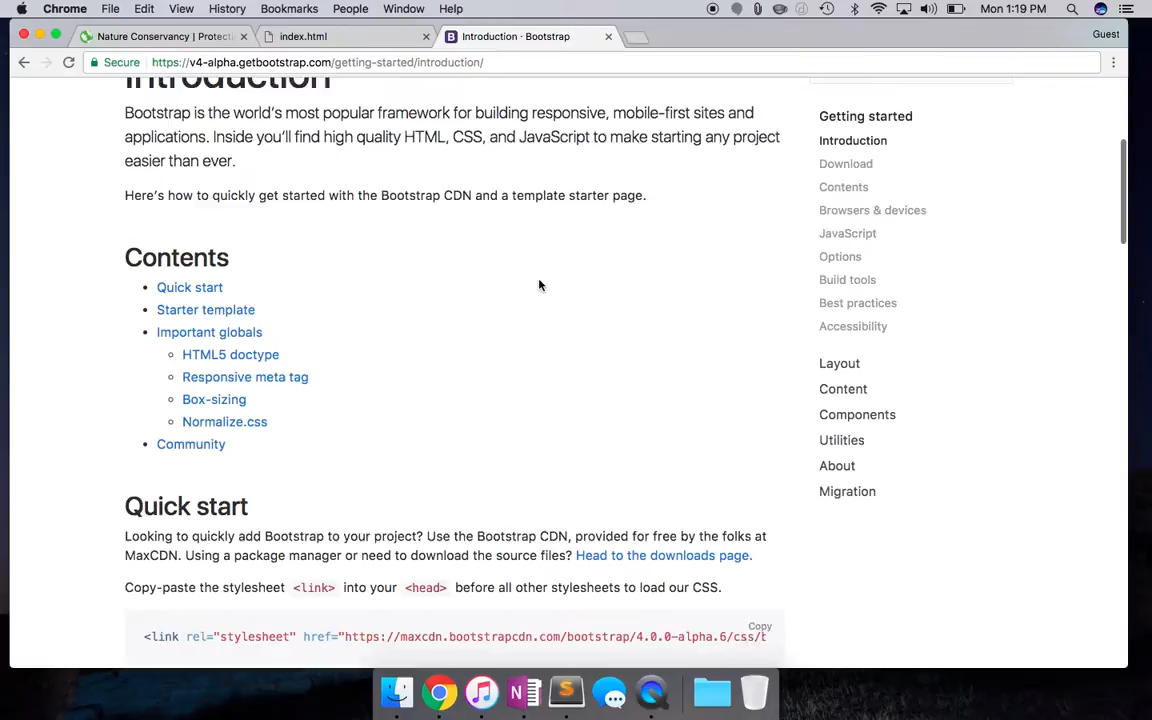 Chrome File Edit View History Bookmarks People Window Help Mon 1:19 PM
Nature Conservancy | Protecti
index.html
Introduction · Bootstrap
Guest
Secure https://v4-alpha.getbootstrap.com/getting-started/introduction/
Introduction
Bootstrap is the world's most popular framework for building responsive, mobile-first sites and
applications. Inside you'll find high quality HTML, CSS, and JavaScript to make starting any project
easier than ever.
Here's how to quickly get started with the Bootstrap CDN and a template starter page.
Contents
Quick start
Starter template
Important globals
HTML5 doctype
Responsive meta tag
Box-sizing
Normalize.css
Community
Quick start
Looking to quickly add Bootstrap to your project? Use the Bootstrap CDN, provided for free by the folks at
MaxCDN. Using a package manager or need to download the source files? Head to the downloads page.
Copy-paste the stylesheet <link> into your <head> before all other stylesheets to load our CSS.
Copy
<link rel="stylesheet" href="https://maxcdn.bootstrapcdn.com/bootstrap/4.0.0-alpha.6/css/b
Getting started
Introduction
Download
Contents
Browsers & devices
JavaScript
Options
Build tools
Best practices
Accessibility
Layout
Content
Components
Utilities
About
Migration